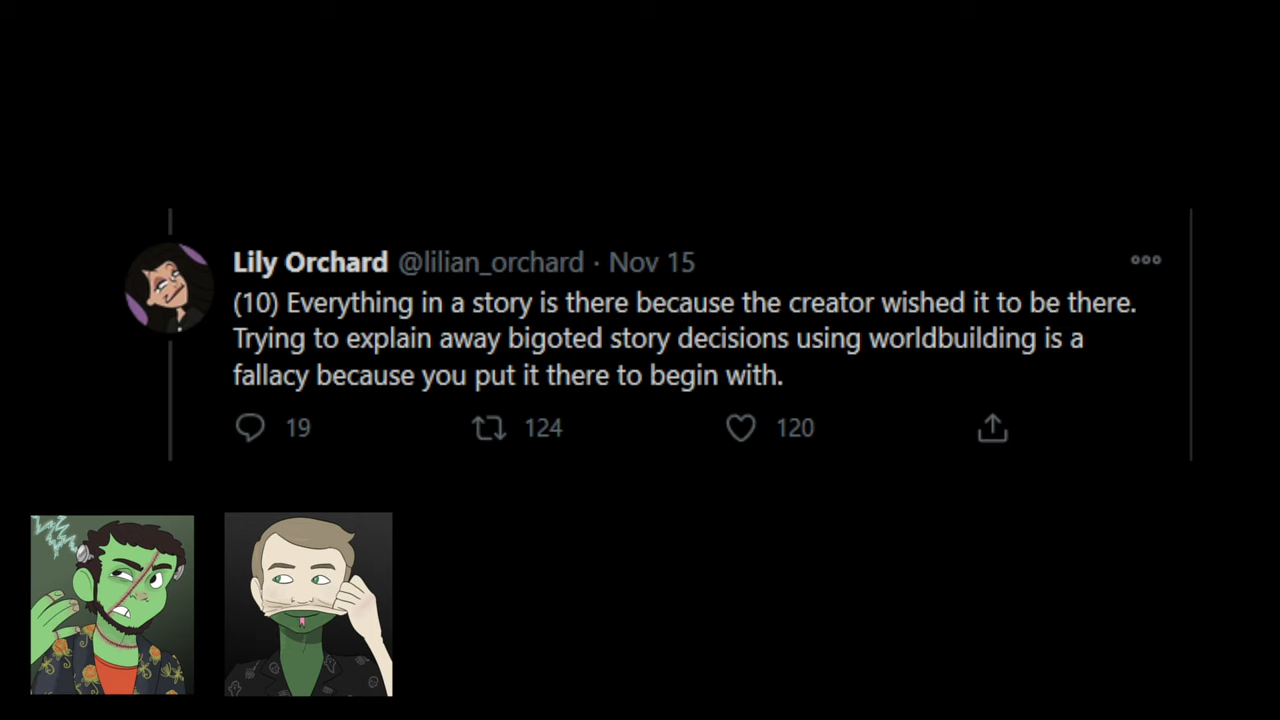 Lily Orchard @lilian_orchard · Nov 15
(10) Everything in a story is there because the creator wished it to be there.
Trying to explain away bigoted story decisions using worldbuilding is a
fallacy because you put it there to begin with.
19 124 120